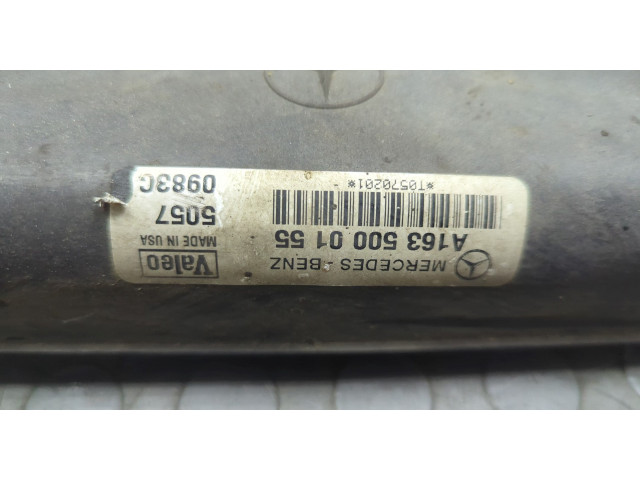 MERCEDES-BENZ
A163 500 01 55
*T0570201* -
Valeo
MADE IN USA
5057
0983C